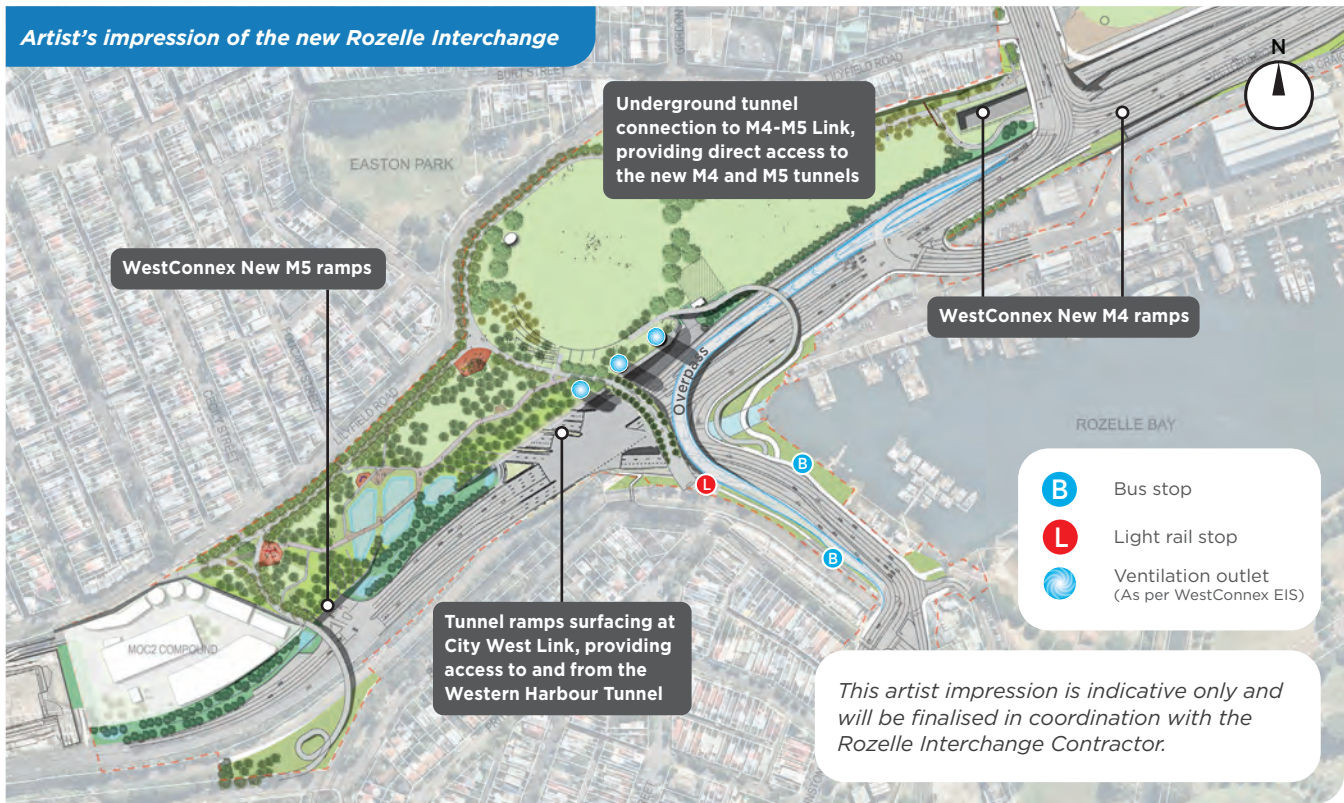 Artist's impression of the new Rozelle Interchange
N
BURT STREET
Underground tunnel
connection to M4-M5 Link,
providing direct access to
the new M4 and M5 tunnels
EASTON PARK
WestConnex New M5 ramps
WestConnex New M4 ramps
Overpass
LILYFIELD ROAD
ROZELLE BAY
B
L
B
B Bus stop
L Light rail stop
Ventilation outlet
(As per WestConnex EIS)
MOC2 COMPOUND
Tunnel ramps surfacing at
City West Link, providing
access to and from the
Western Harbour Tunnel
This artist impression is indicative only and
will be finalised in coordination with the
Rozelle Interchange Contractor.